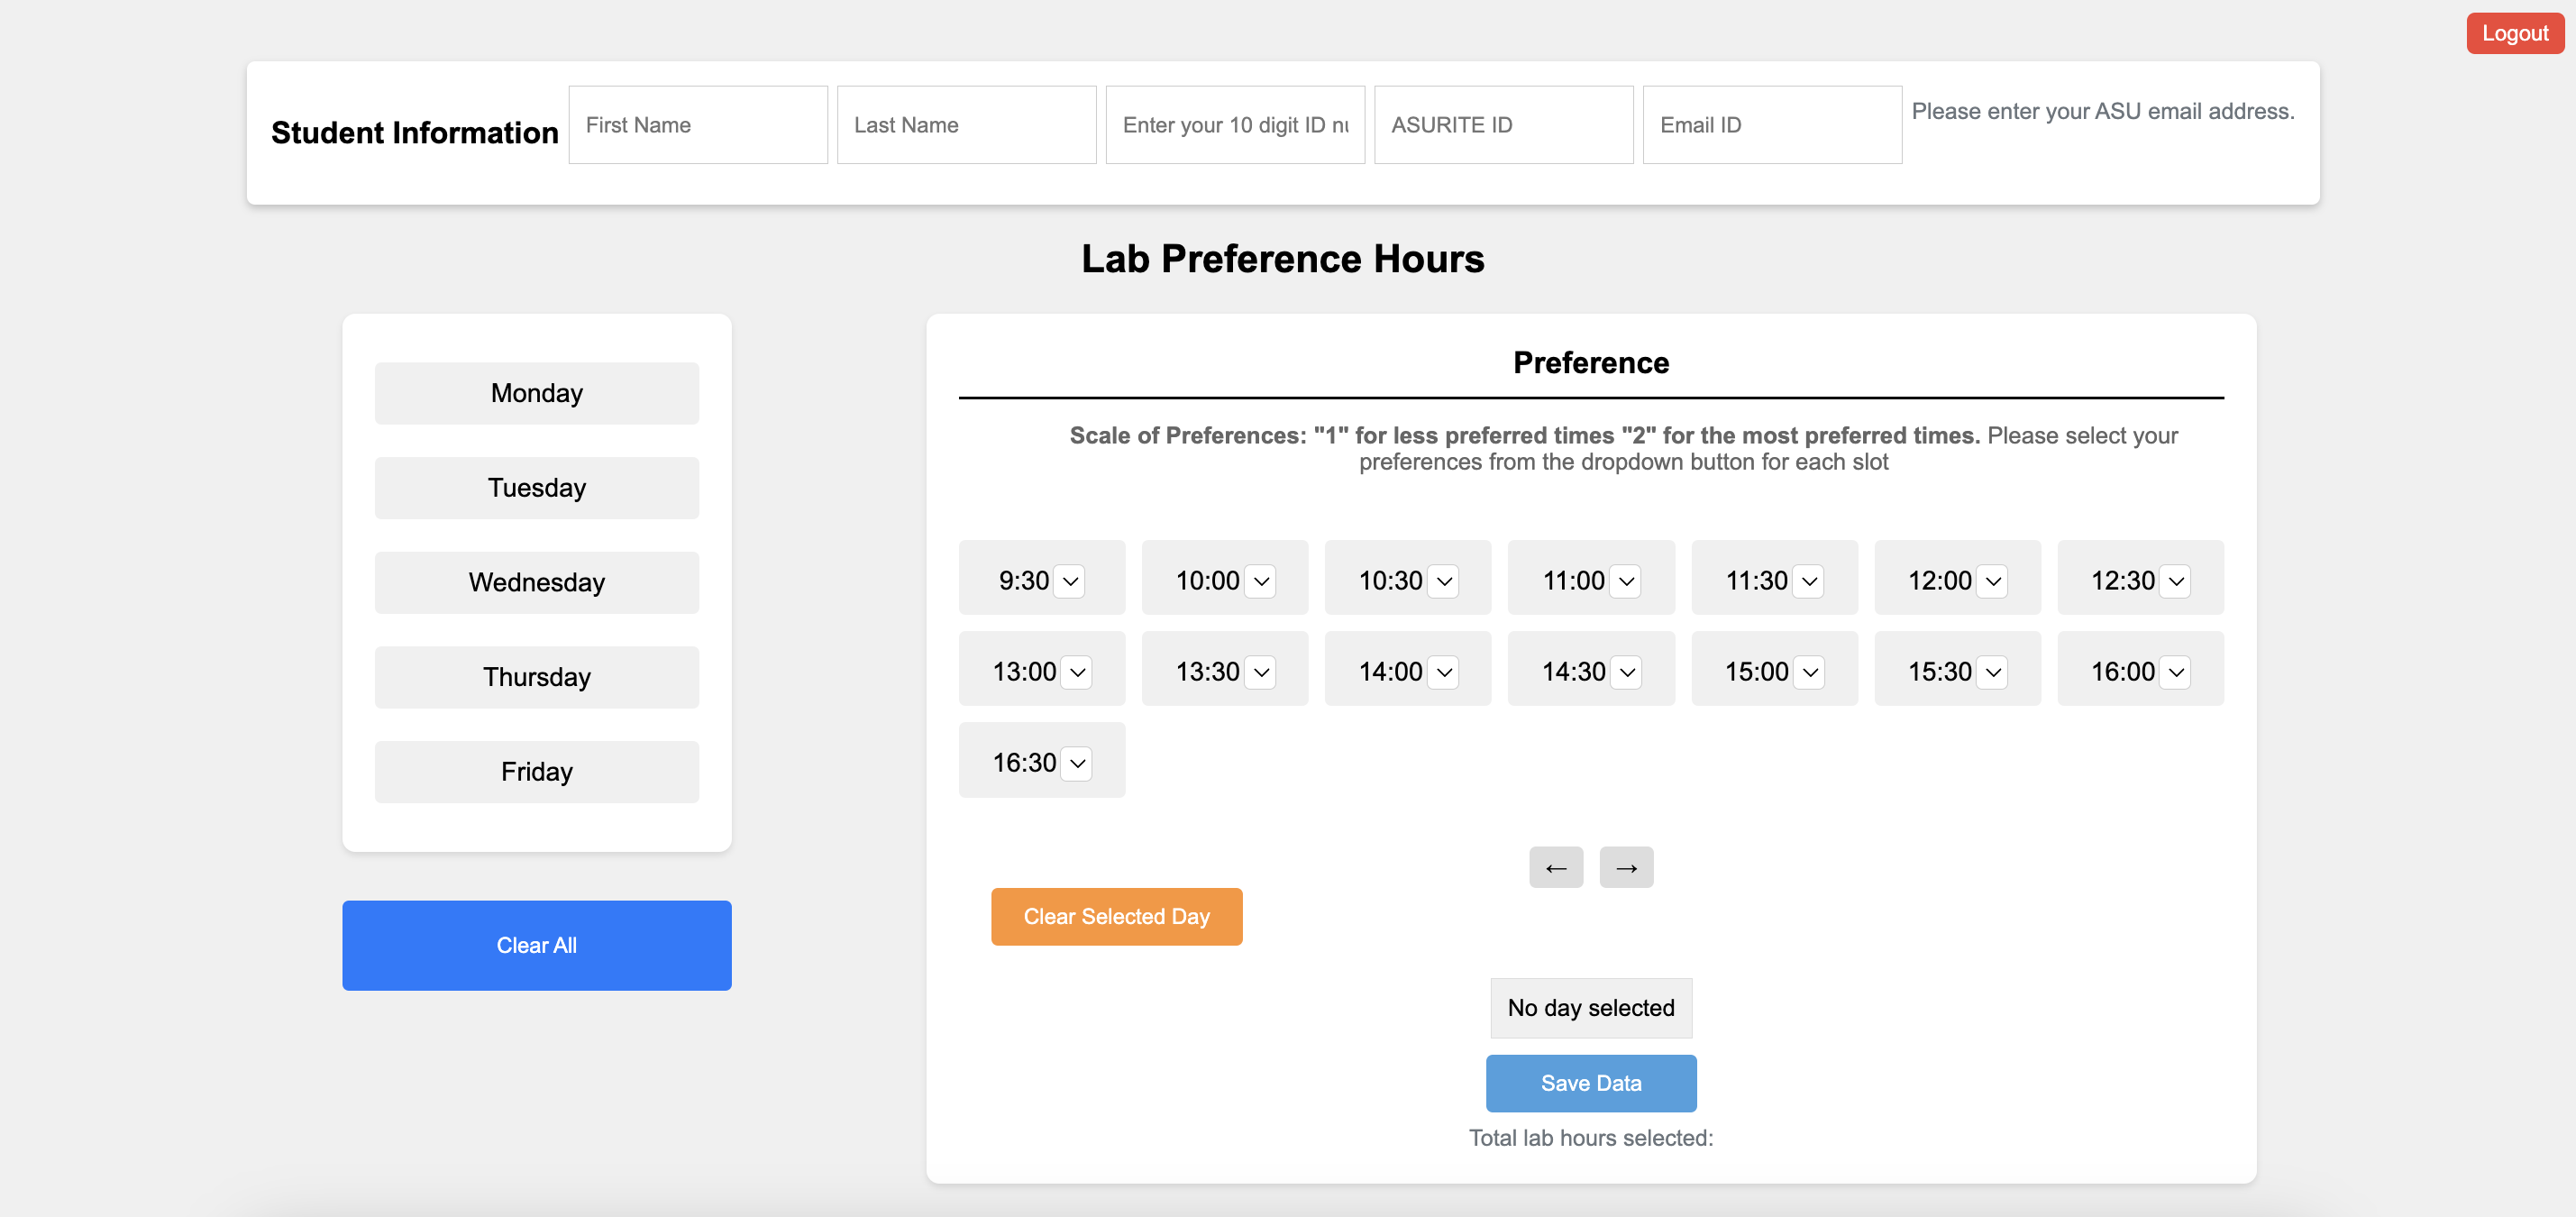 Logout
Student Information
First Name
Last Name
Enter your 10 digit ID nu
ASURITE ID
Email ID
Please enter your ASU email address.
Lab Preference Hours
Monday
Tuesday
Wednesday
Thursday
Friday
Clear All
Preference
Scale of Preferences: "1" for less preferred times "2" for the most preferred times. Please select your
preferences from the dropdown button for each slot
9:30 10:00 10:30 11:00 11:30 12:00 12:30
13:00 13:30 14:00 14:30 15:00 15:30 16:00
16:30
← →
Clear Selected Day
No day selected
Save Data
Total lab hours selected: